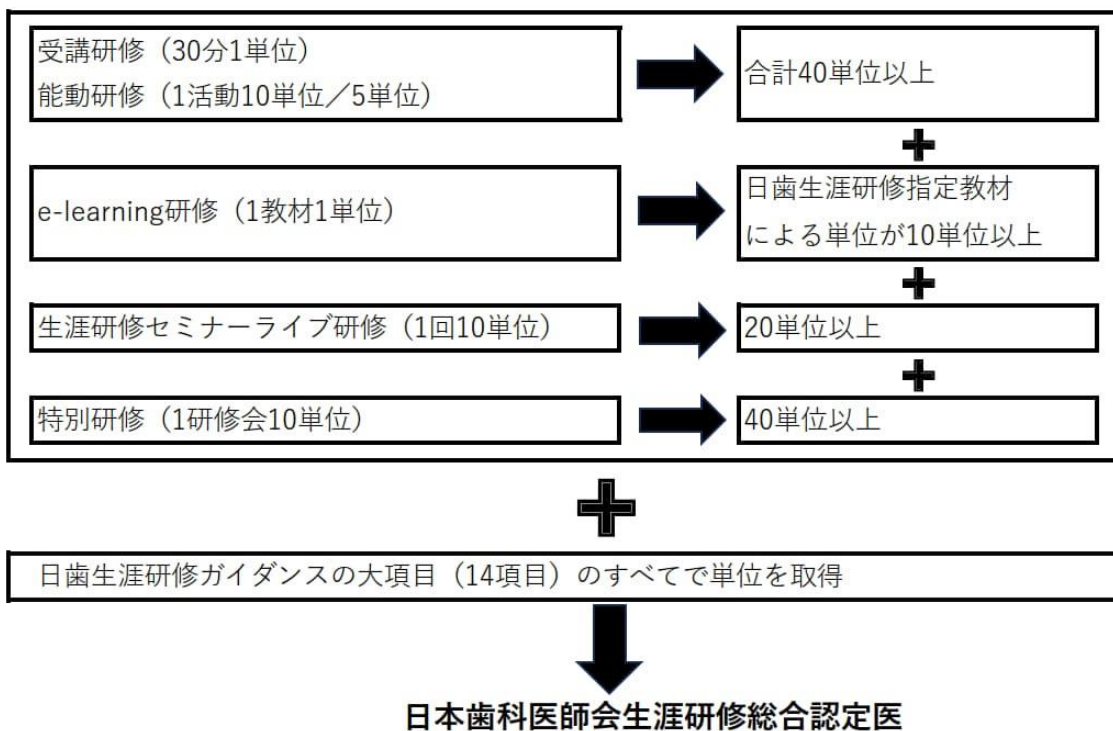 受講研修（30分1単位）
能動研修（1活動10単位／5単位）
合計40単位以上
e-learning研修（1教材1単位）
日歯生涯研修指定教材
による単位が10単位以上
生涯研修セミナーライブ研修（1回10単位）
20単位以上
特別研修（1研修会10単位）
40単位以上
日歯生涯研修ガイダンスの大項目（14項目）のすべてで単位を取得
日本歯科医師会生涯研修総合認定医